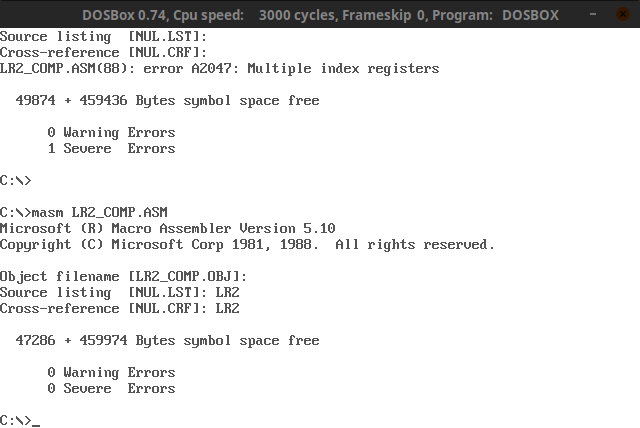 DOSBox 0.74, Cpu speed: 3000 cycles, Frameskip 0, Program: DOSBOX
Source listing [NUL.LST]:
Cross-reference [NUL.CRF]:
LR2_COMP.ASM(88): error A2047: Multiple index registers
49874 + 459436 Bytes symbol space free
0 Warning Errors
1 Severe Errors
C:\>
C:\>masm LR2_COMP.ASM
Microsoft (R) Macro Assembler Version 5.10
Copyright (C) Microsoft Corp 1981, 1988. All rights reserved.
Object filename [LR2_COMP.OBJ]:
Source listing [NUL.LST]: LR2
Cross-reference [NUL.CRF]: LR2
47286 + 459974 Bytes symbol space free
0 Warning Errors
0 Severe Errors
C:\>_